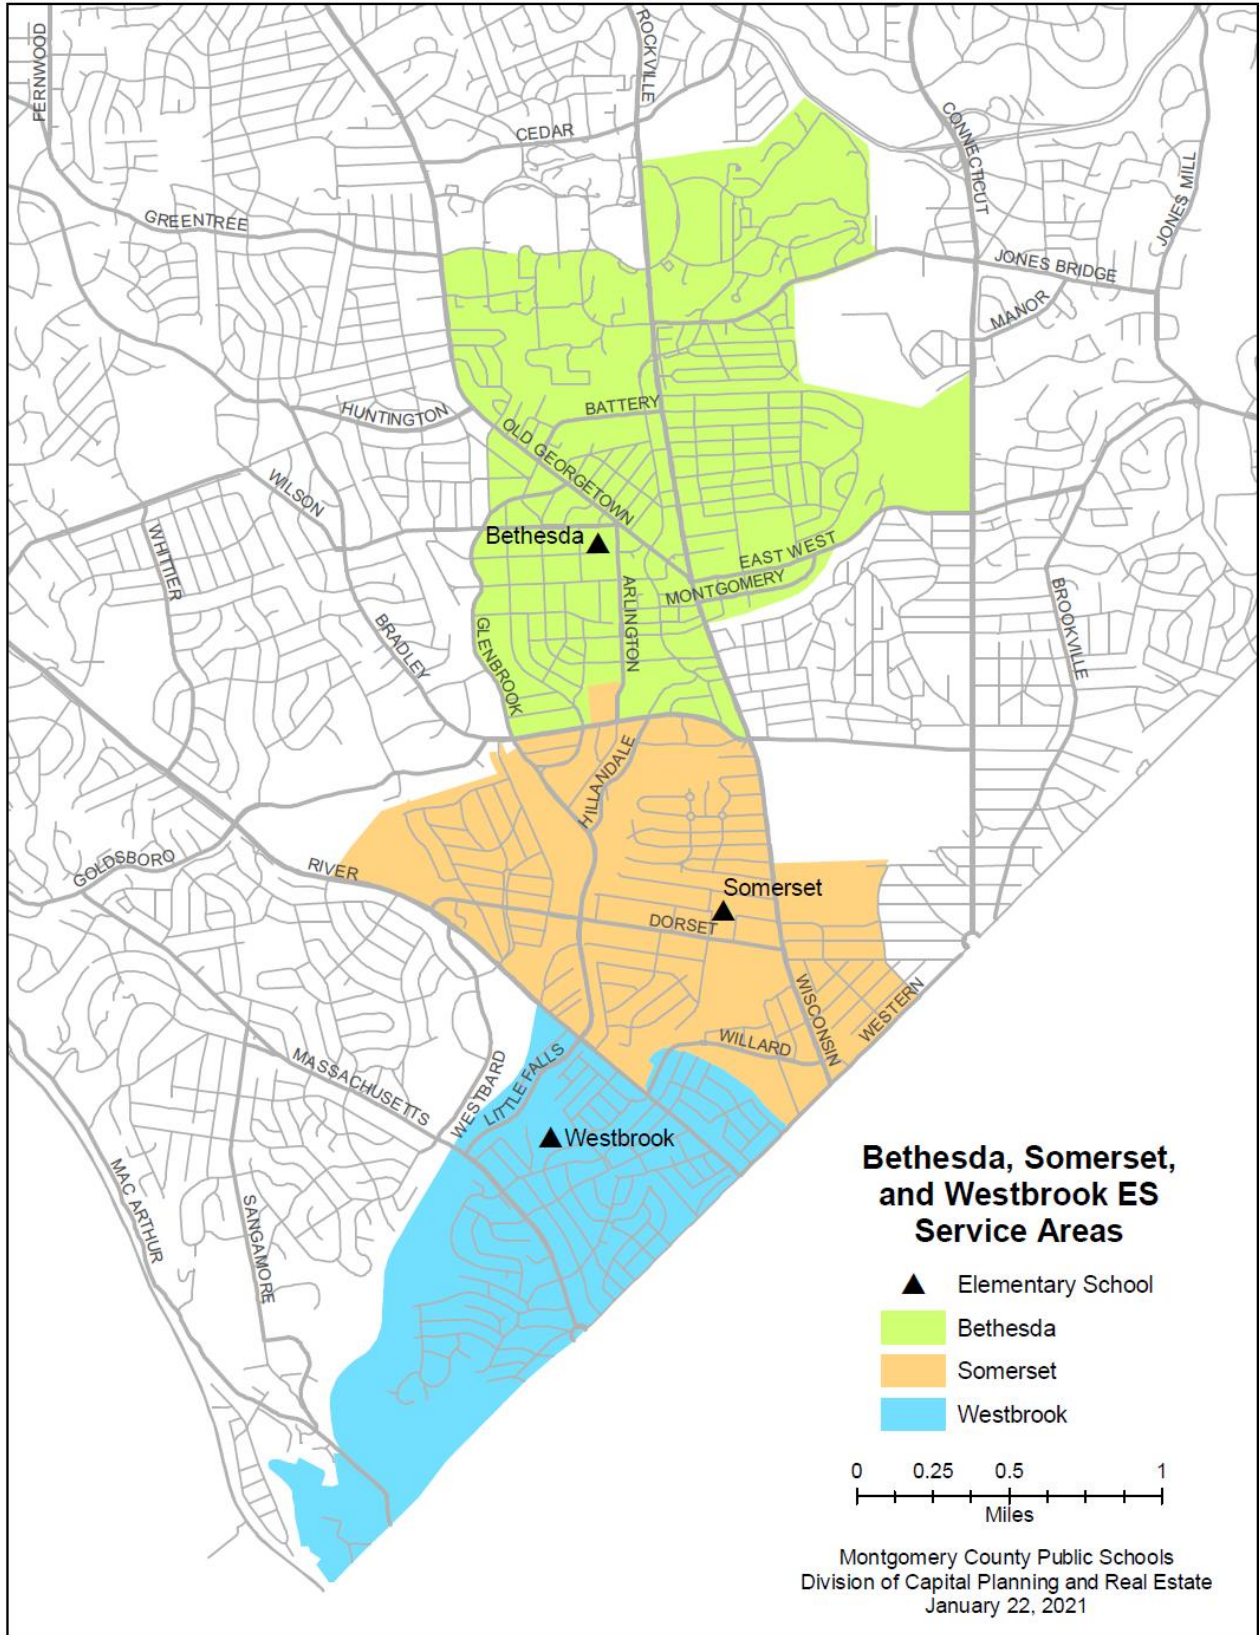 FERNWOOD
ROCKVILLE
CEDAR
CONNECTICUT
JONES MILL
GREENTREE
JONES BRIDGE
MANOR
HUNTINGTON
BATTERY
OLD GEORGETOWN
WILSON
WHITTIER
Bethesda
EAST WEST
MONTGOMERY
ARLINGTON
BROOKVILLE
BRADLEY
GLENBROOK
HILLANDALE
GOLDSBORO
RIVER
Somerset
DORSET
WISCONSIN
WESTERN
WILLARD
MASSACHUSETTS
WESTBARD
LITTLE FALLS
Westbrook
MAC ARTHUR
SANGAMORE
Bethesda, Somerset,
and Westbrook ES
Service Areas
Elementary School
Bethesda
Somerset
Westbrook
0 0.25 0.5 1
Miles
Montgomery County Public Schools
Division of Capital Planning and Real Estate
January 22, 2021